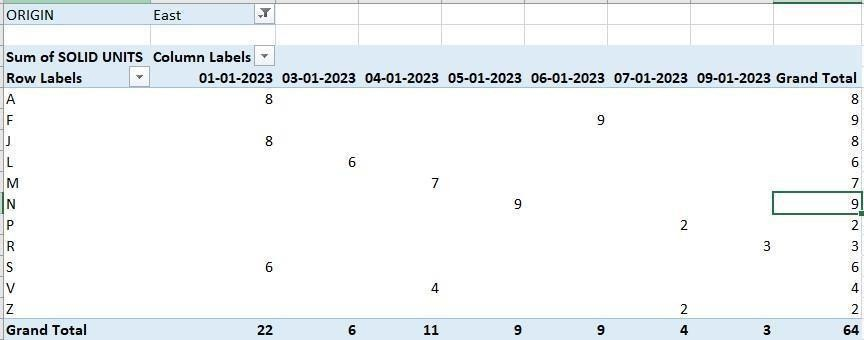 ORIGIN East
Sum of SOLID UNITS Column Labels
Row Labels 01-01-2023 03-01-2023 04-01-2023 05-01-2023 06-01-2023 07-01-2023 09-01-2023 Grand Total
A 8 8
F 9 9
J 8 8
L 6 6
M 7 7
N 9 9
P 2 2
R 3 3
S 6 6
V 4 4
Z 2 2
Grand Total 22 6 11 9 9 4 3 64